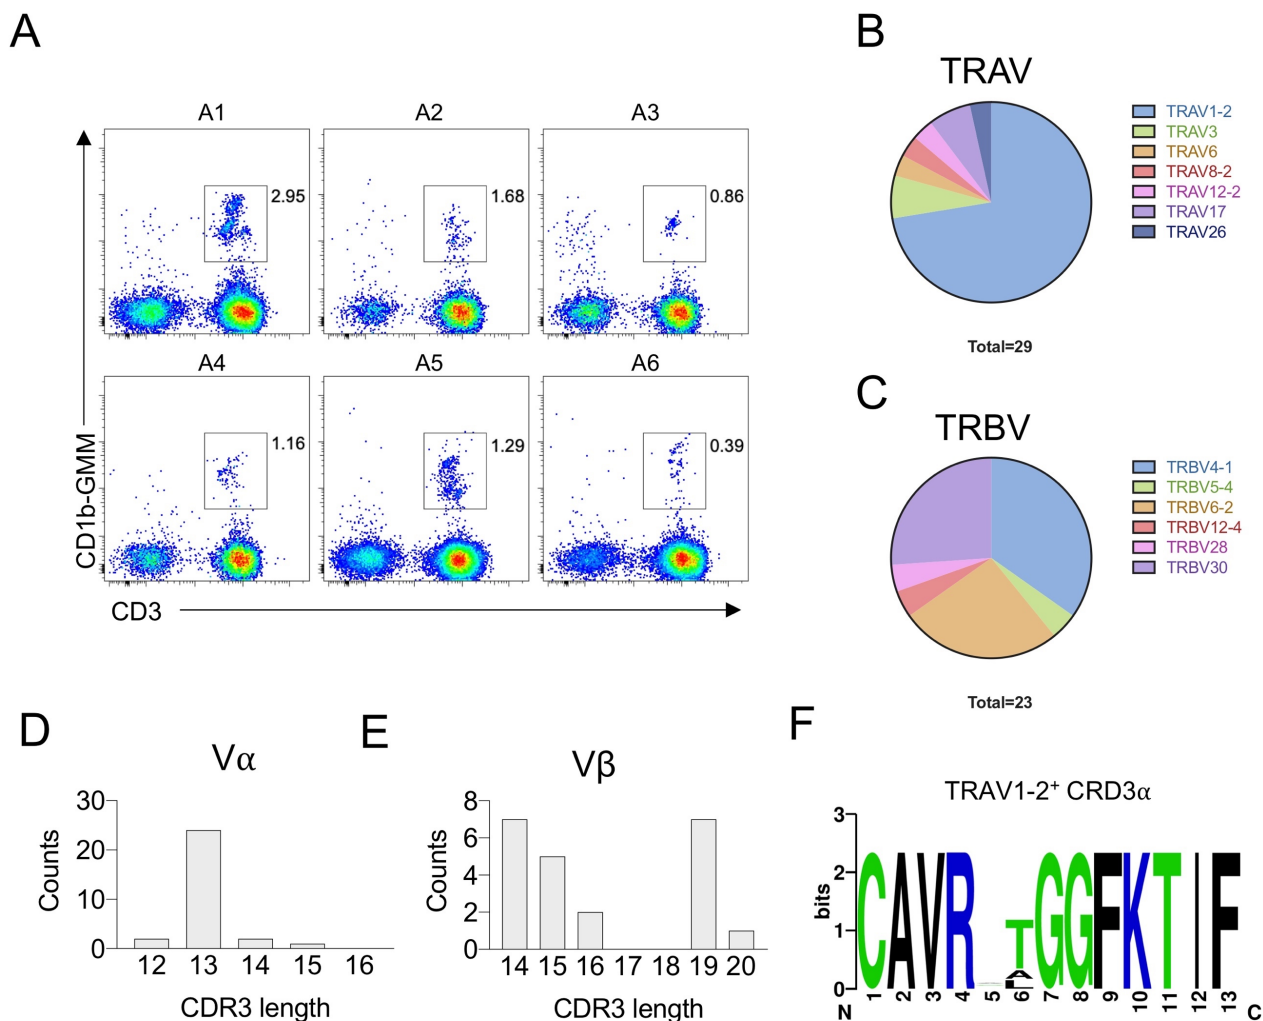 A
A1
A2
A3
2.95
1.68
0.86
A4
A5
A6
1.16
1.29
0.39
CD1b-GMM
CD3
B
TRAV
TRAV1-2
TRAV3
TRAV6
TRAV8-2
TRAV12-2
TRAV17
TRAV26
Total=29
C
TRBV
TRBV4-1
TRBV5-4
TRBV6-2
TRBV12-4
TRBV28
TRBV30
Total=23
D
Vα
Counts
30
20
10
0
12 13 14 15 16
CDR3 length
E
Vβ
Counts
8
6
4
2
0
14 15 16 17 18 19 20
CDR3 length
F
TRAV1-2+ CRD3α
bits
3
2
1
0
CAVR TGGFKTIF
A
1 2 3 4 5 6 7 8 9 10 11 12 13
N C